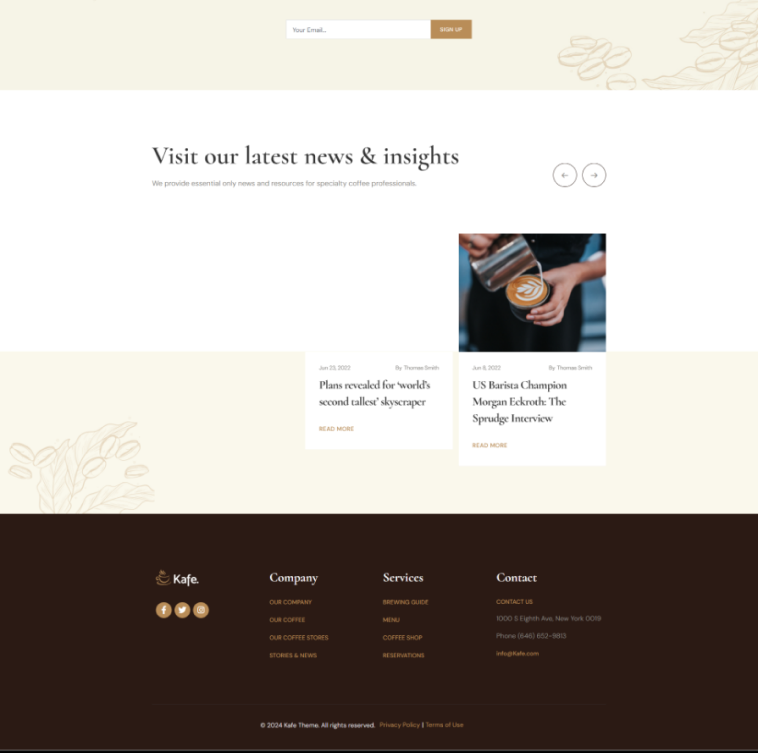 Your Email...
SIGN UP
Visit our latest news & insights
We provide essential only news and resources for specialty coffee professionals.
Jun 23, 2022
By Thomas Smith
Plans revealed for ‘world’s
second tallest’ skyscraper
READ MORE
Jun 8, 2022
By Thomas Smith
US Barista Champion
Morgan Eckroth: The
Sprudge Interview
READ MORE
Kafe.
Company
OUR COMPANY
OUR COFFEE
OUR COFFEE STORES
STORIES & NEWS
Services
BREWING GUIDE
MENU
COFFEE SHOP
RESERVATIONS
Contact
CONTACT US
1000 S Eighth Ave, New York 0019
Phone (646) 652-9813
Info@Kafe.com
© 2024 Kafe Theme. All rights reserved. Privacy Policy | Terms of Use